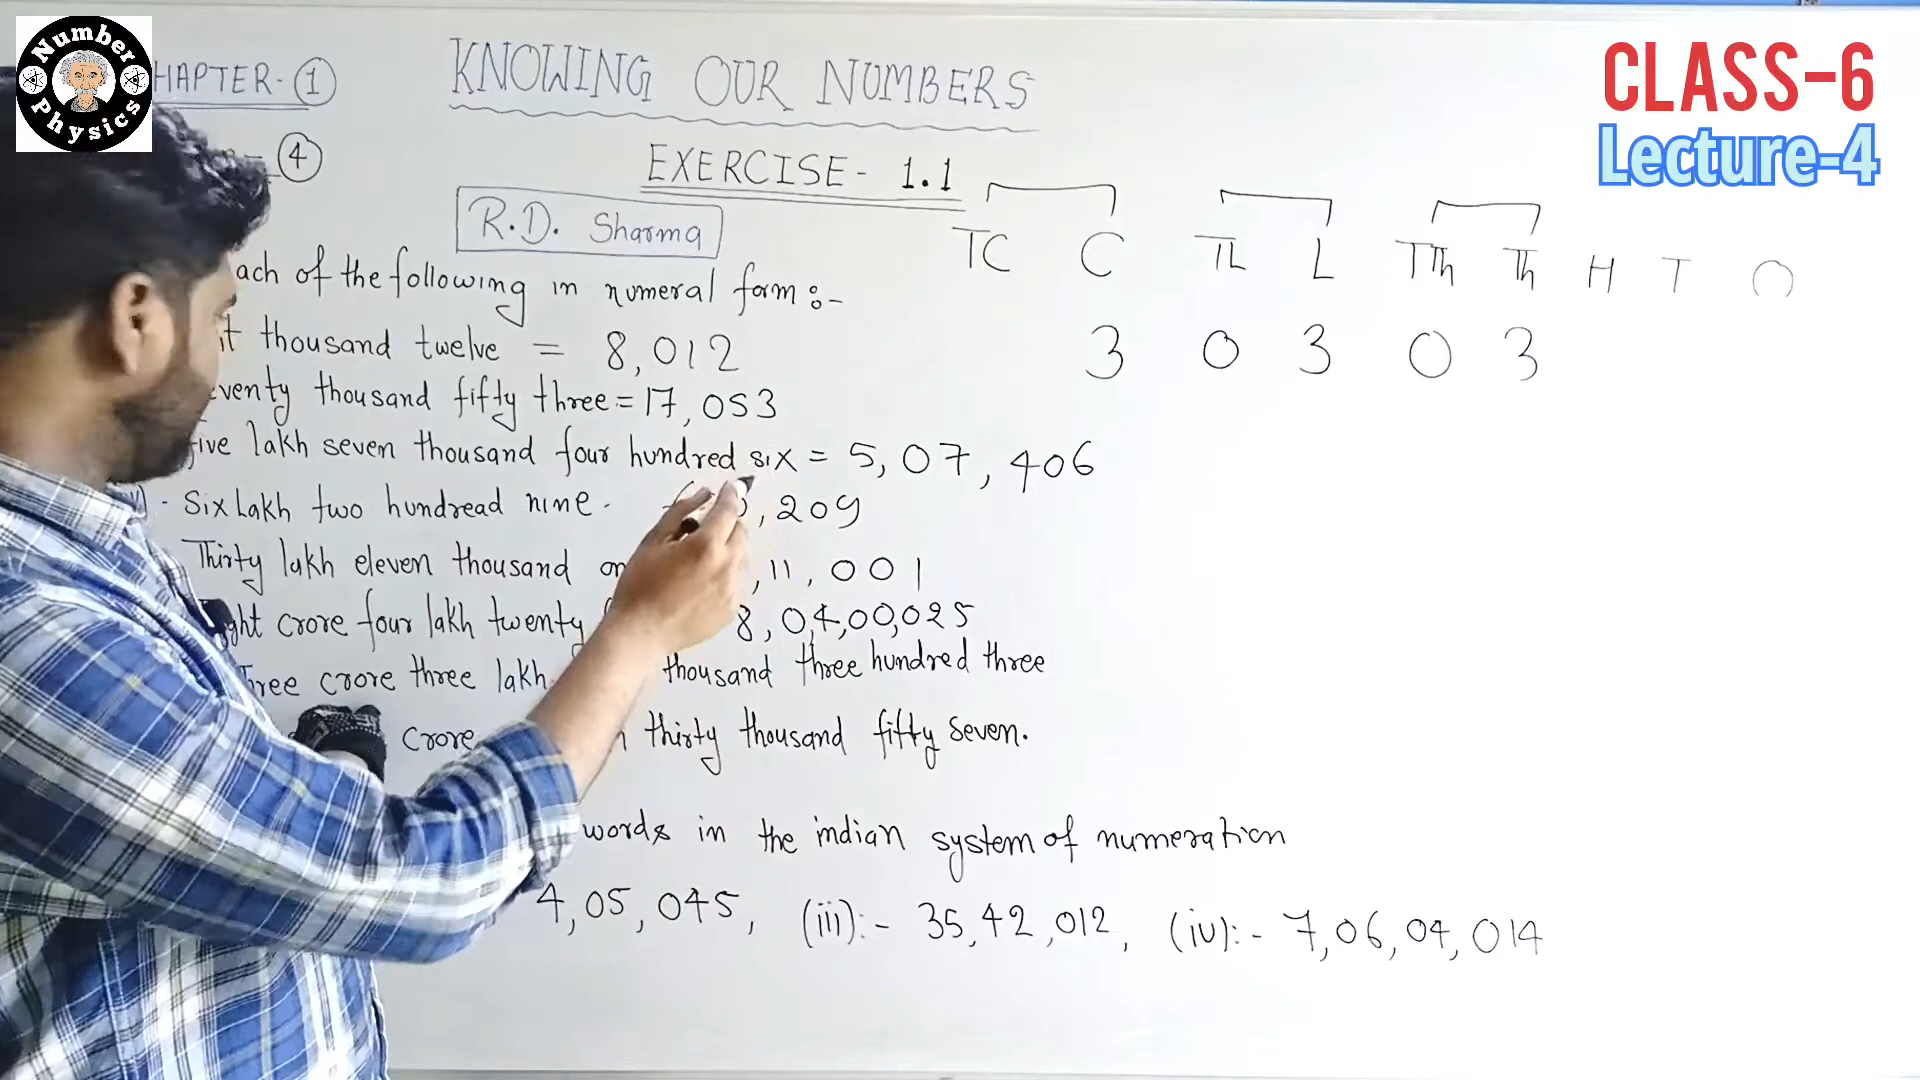 Number Physics
CLASS-6
Lecture-4
HAPTER- 1
KNOWING OUR NUMBERS
4
EXERCISE- 1.1
R.D. Sharma
TC C TL L TTh Th H T O
3 0 3 0 3
ach of the following in numeral form :-
thousand twelve = 8,012
venty thousand fifty three = 17,053
five lakh seven thousand four hundred six = 5,07,406
- Six Lakh two hundread nine. ,209
Thirty lakh eleven thousand ,11,001
ght crore four lakh twenty 8,04,00,025
Three crore three lakh thousand three hundred three
crore thirty thousand fifty seven.
words in the indian system of numeration
4,05,045, (iii):- 35,42,012, (iv):- 7,06,04,014